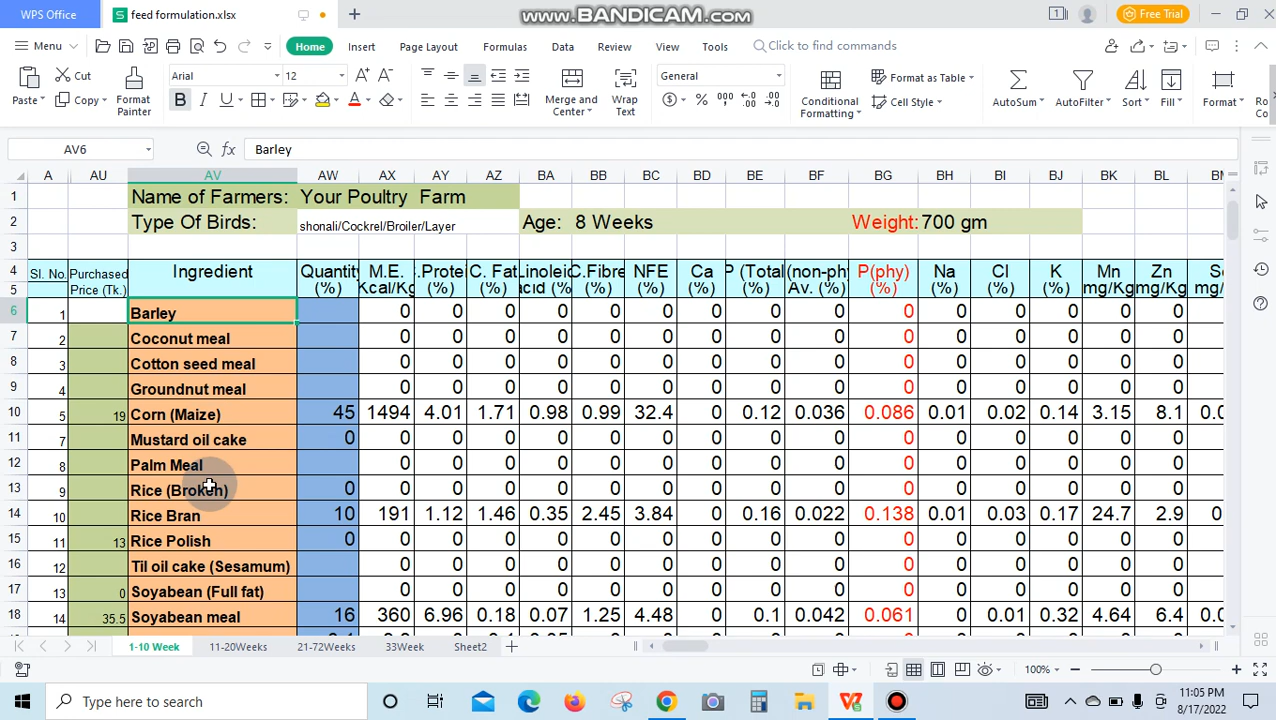 WPS Office
feed formulation.xlsx
www.BANDICAM.com
1
Free Trial
Menu
Home
Insert
Page Layout
Formulas
Data
Review
View
Tools
Click to find commands
Paste
Cut
Copy
Format Painter
Arial
12
B I U A
Merge and Center
Wrap Text
General
Conditional Formatting
Format as Table
Cell Style
AutoSum
AutoFilter
Sort
Fill
Format
AV6
fx
Barley
A AU AV AW AX AY AZ BA BB BC BD BE BF BG BH BI BJ BK BL BM
1 Name of Farmers: Your Poultry Farm
2 Type Of Birds: shonali/Cockrel/Broiler/Layer Age: 8 Weeks Weight: 700 gm
3
4 Sl. No. Purchased Ingredient Quantity M.E. .Protei C. Fat Linoleic C.Fibre NFE Ca P (Total (non-phy P(phy) Na Cl K Mn Zn Se
5 Price (Tk.) (%) Kcal/Kg (%) (%) acid (%) (%) (%) (%) (%) Av. (%) (%) (%) (%) (%) mg/Kg mg/Kg mg/
6 1 Barley 0 0 0 0 0 0 0 0 0 0 0 0 0 0 0
7 2 Coconut meal 0 0 0 0 0 0 0 0 0 0 0 0 0 0 0
8 3 Cotton seed meal 0 0 0 0 0 0 0 0 0 0 0 0 0 0 0
9 4 Groundnut meal 0 0 0 0 0 0 0 0 0 0 0 0 0 0 0
10 5 19 Corn (Maize) 45 1494 4.01 1.71 0.98 0.99 32.4 0 0.12 0.036 0.086 0.01 0.02 0.14 3.15 8.1 0.0
11 7 Mustard oil cake 0 0 0 0 0 0 0 0 0 0 0 0 0 0 0 0
12 8 Palm Meal 0 0 0 0 0 0 0 0 0 0 0 0 0 0 0
13 9 Rice (Broken) 0 0 0 0 0 0 0 0 0 0 0 0 0 0 0 0
14 10 Rice Bran 10 191 1.12 1.46 0.35 2.45 3.84 0 0.16 0.022 0.138 0.01 0.03 0.17 24.7 2.9 0
15 11 13 Rice Polish 0 0 0 0 0 0 0 0 0 0 0 0 0 0 0 0
16 12 Til oil cake (Sesamum) 0 0 0 0 0 0 0 0 0 0 0 0 0 0 0
17 13 0 Soyabean (Full fat) 0 0 0 0 0 0 0 0 0 0 0 0 0 0 0
18 14 35.5 Soyabean meal 16 360 6.96 0.18 0.07 1.25 4.48 0 0.1 0.042 0.061 0 0.01 0.32 4.64 6.4 0.0
1-10 Week
11-20Weeks
21-72Weeks
33Week
Sheet2
100%
Type here to search
11:05 PM
8/17/2022